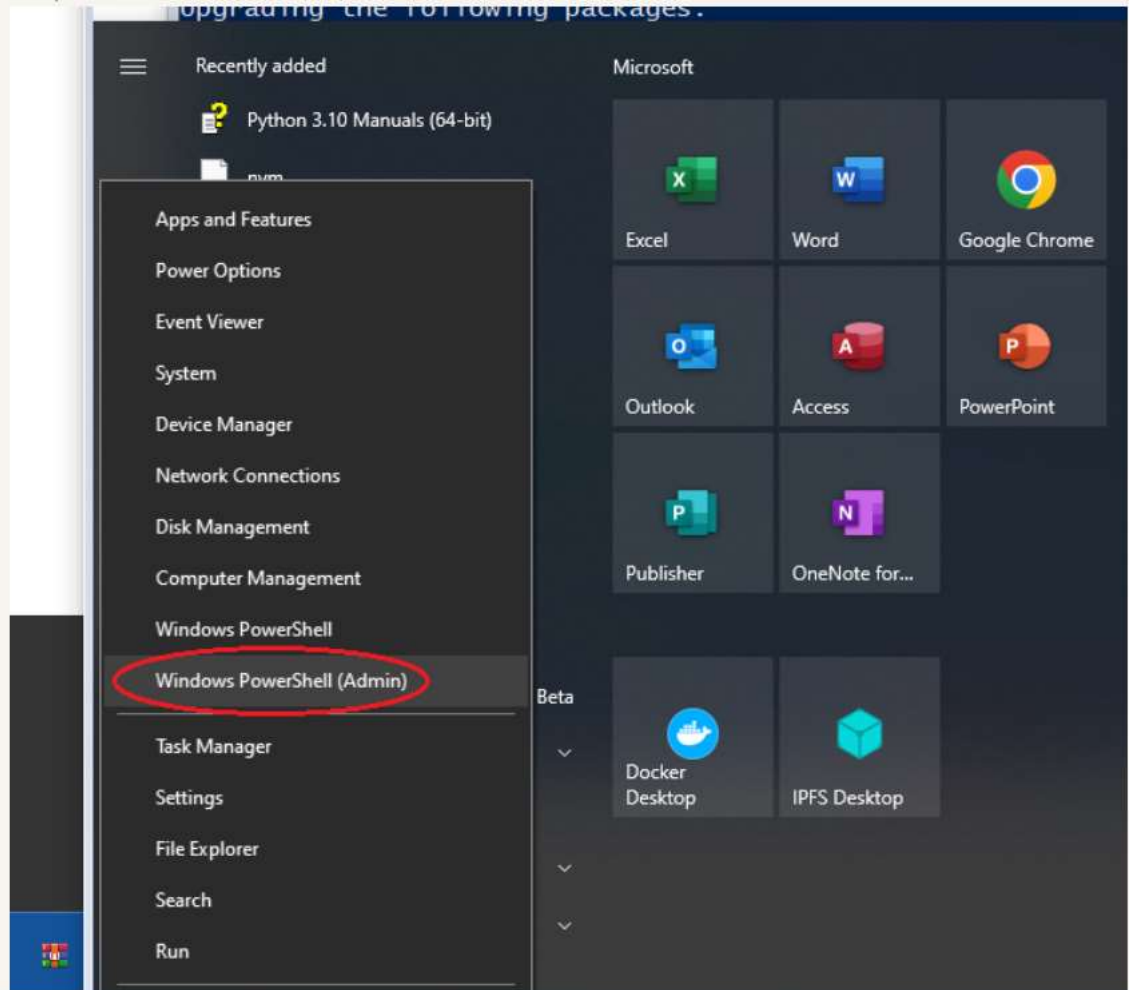 upgrading the following packages.
Recently added
Python 3.10 Manuals (64-bit)
nvm
Apps and Features
Power Options
Event Viewer
System
Device Manager
Network Connections
Disk Management
Computer Management
Windows PowerShell
Windows PowerShell (Admin)
Task Manager
Settings
File Explorer
Search
Run
Beta
Microsoft
Excel
Word
Google Chrome
Outlook
Access
PowerPoint
Publisher
OneNote for...
Docker
Desktop
IPFS Desktop